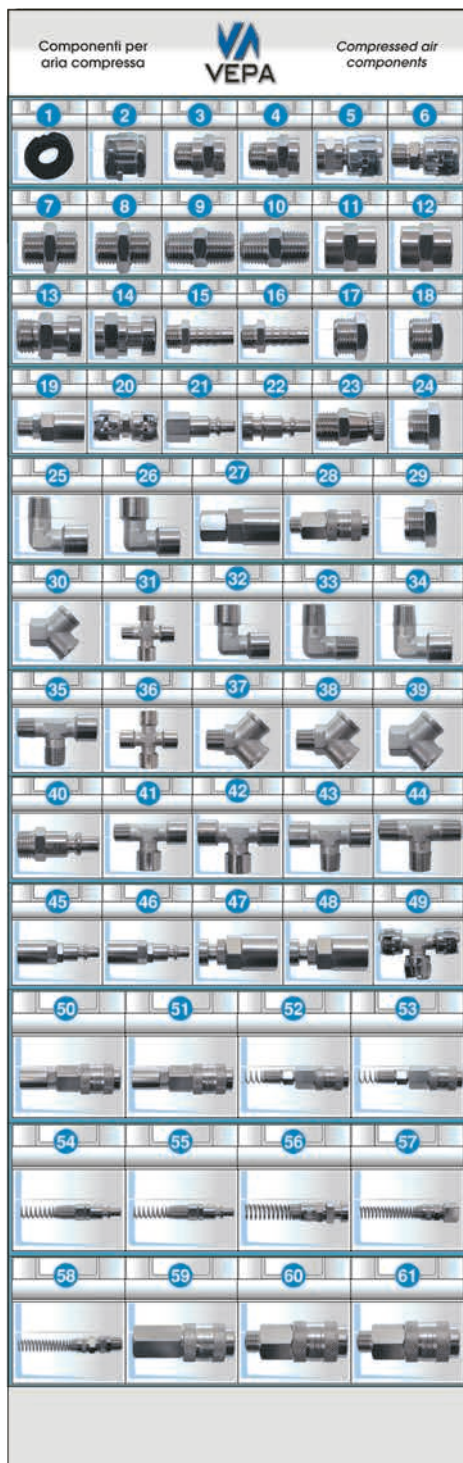 Componenti per
aria compressa
VEPA
Compressed air
components
1 2 3 4 5 6
7 8 9 10 11 12
13 14 15 16 17 18
19 20 21 22 23 24
25 26 27 28 29
30 31 32 33 34
35 36 37 38 39
40 41 42 43 44
45 46 47 48 49
50 51 52 53
54 55 56 57
58 59 60 61